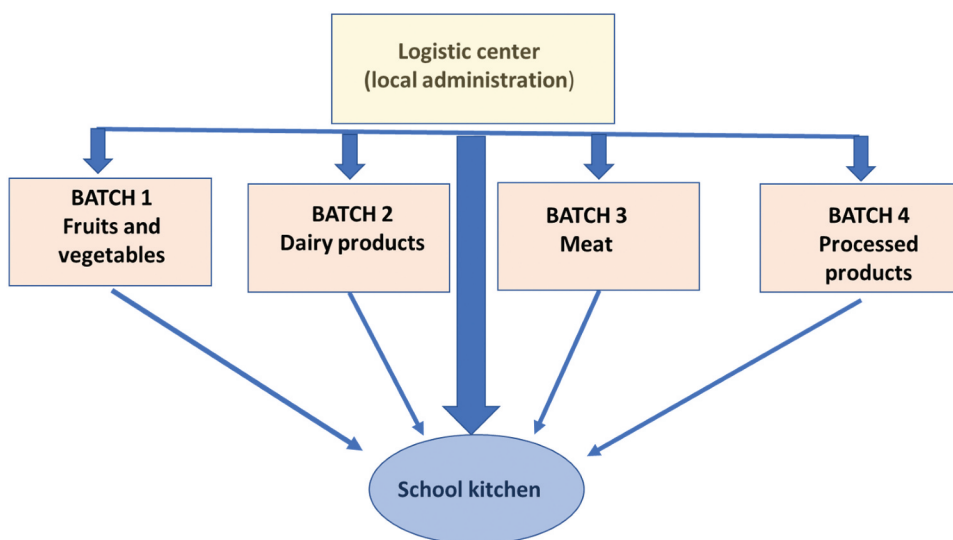 Logistic center
(local administration)
BATCH 1
Fruits and
vegetables
BATCH 2
Dairy products
BATCH 3
Meat
BATCH 4
Processed
products
School kitchen